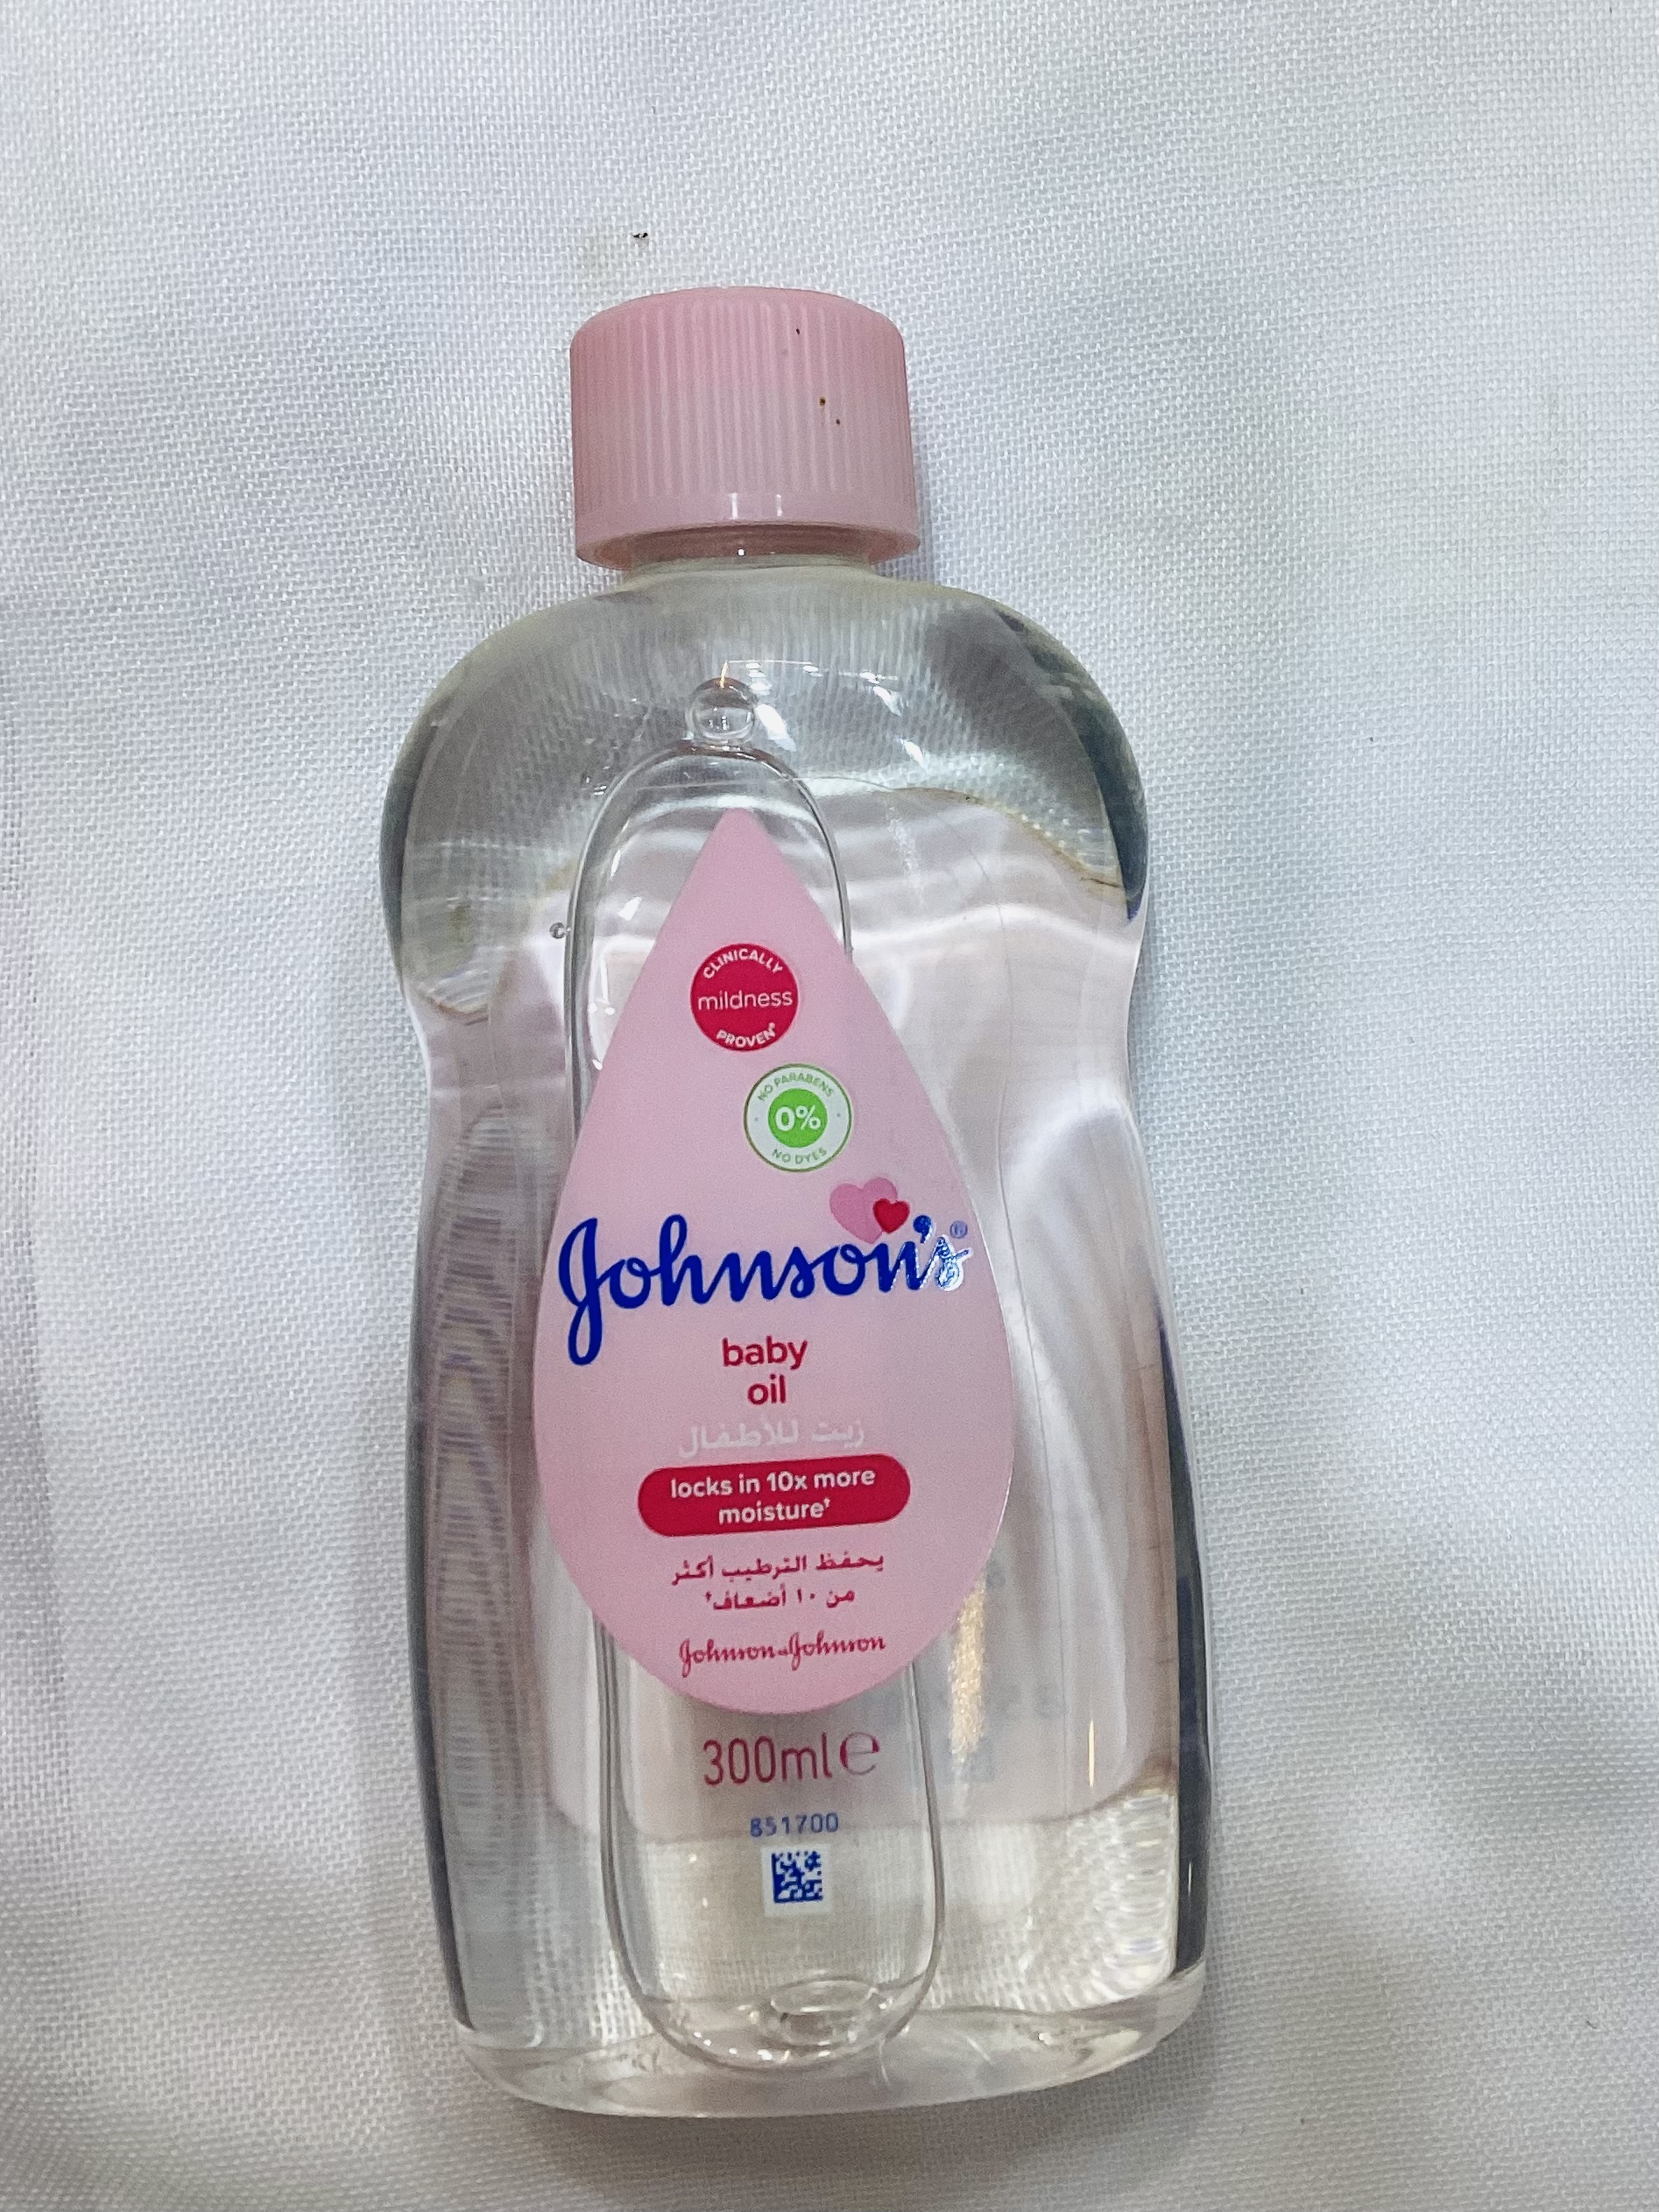 CLINICALLY
mildness
PROVEN°
NO PARABENS
0%
NO DYES
Johnson's®
baby
oil
زيت للأطفال
locks in 10x more
moisture†
يحفظ الترطيب أكثر
من ١٠ أضعاف†
Johnson&Johnson
300ml℮
851700